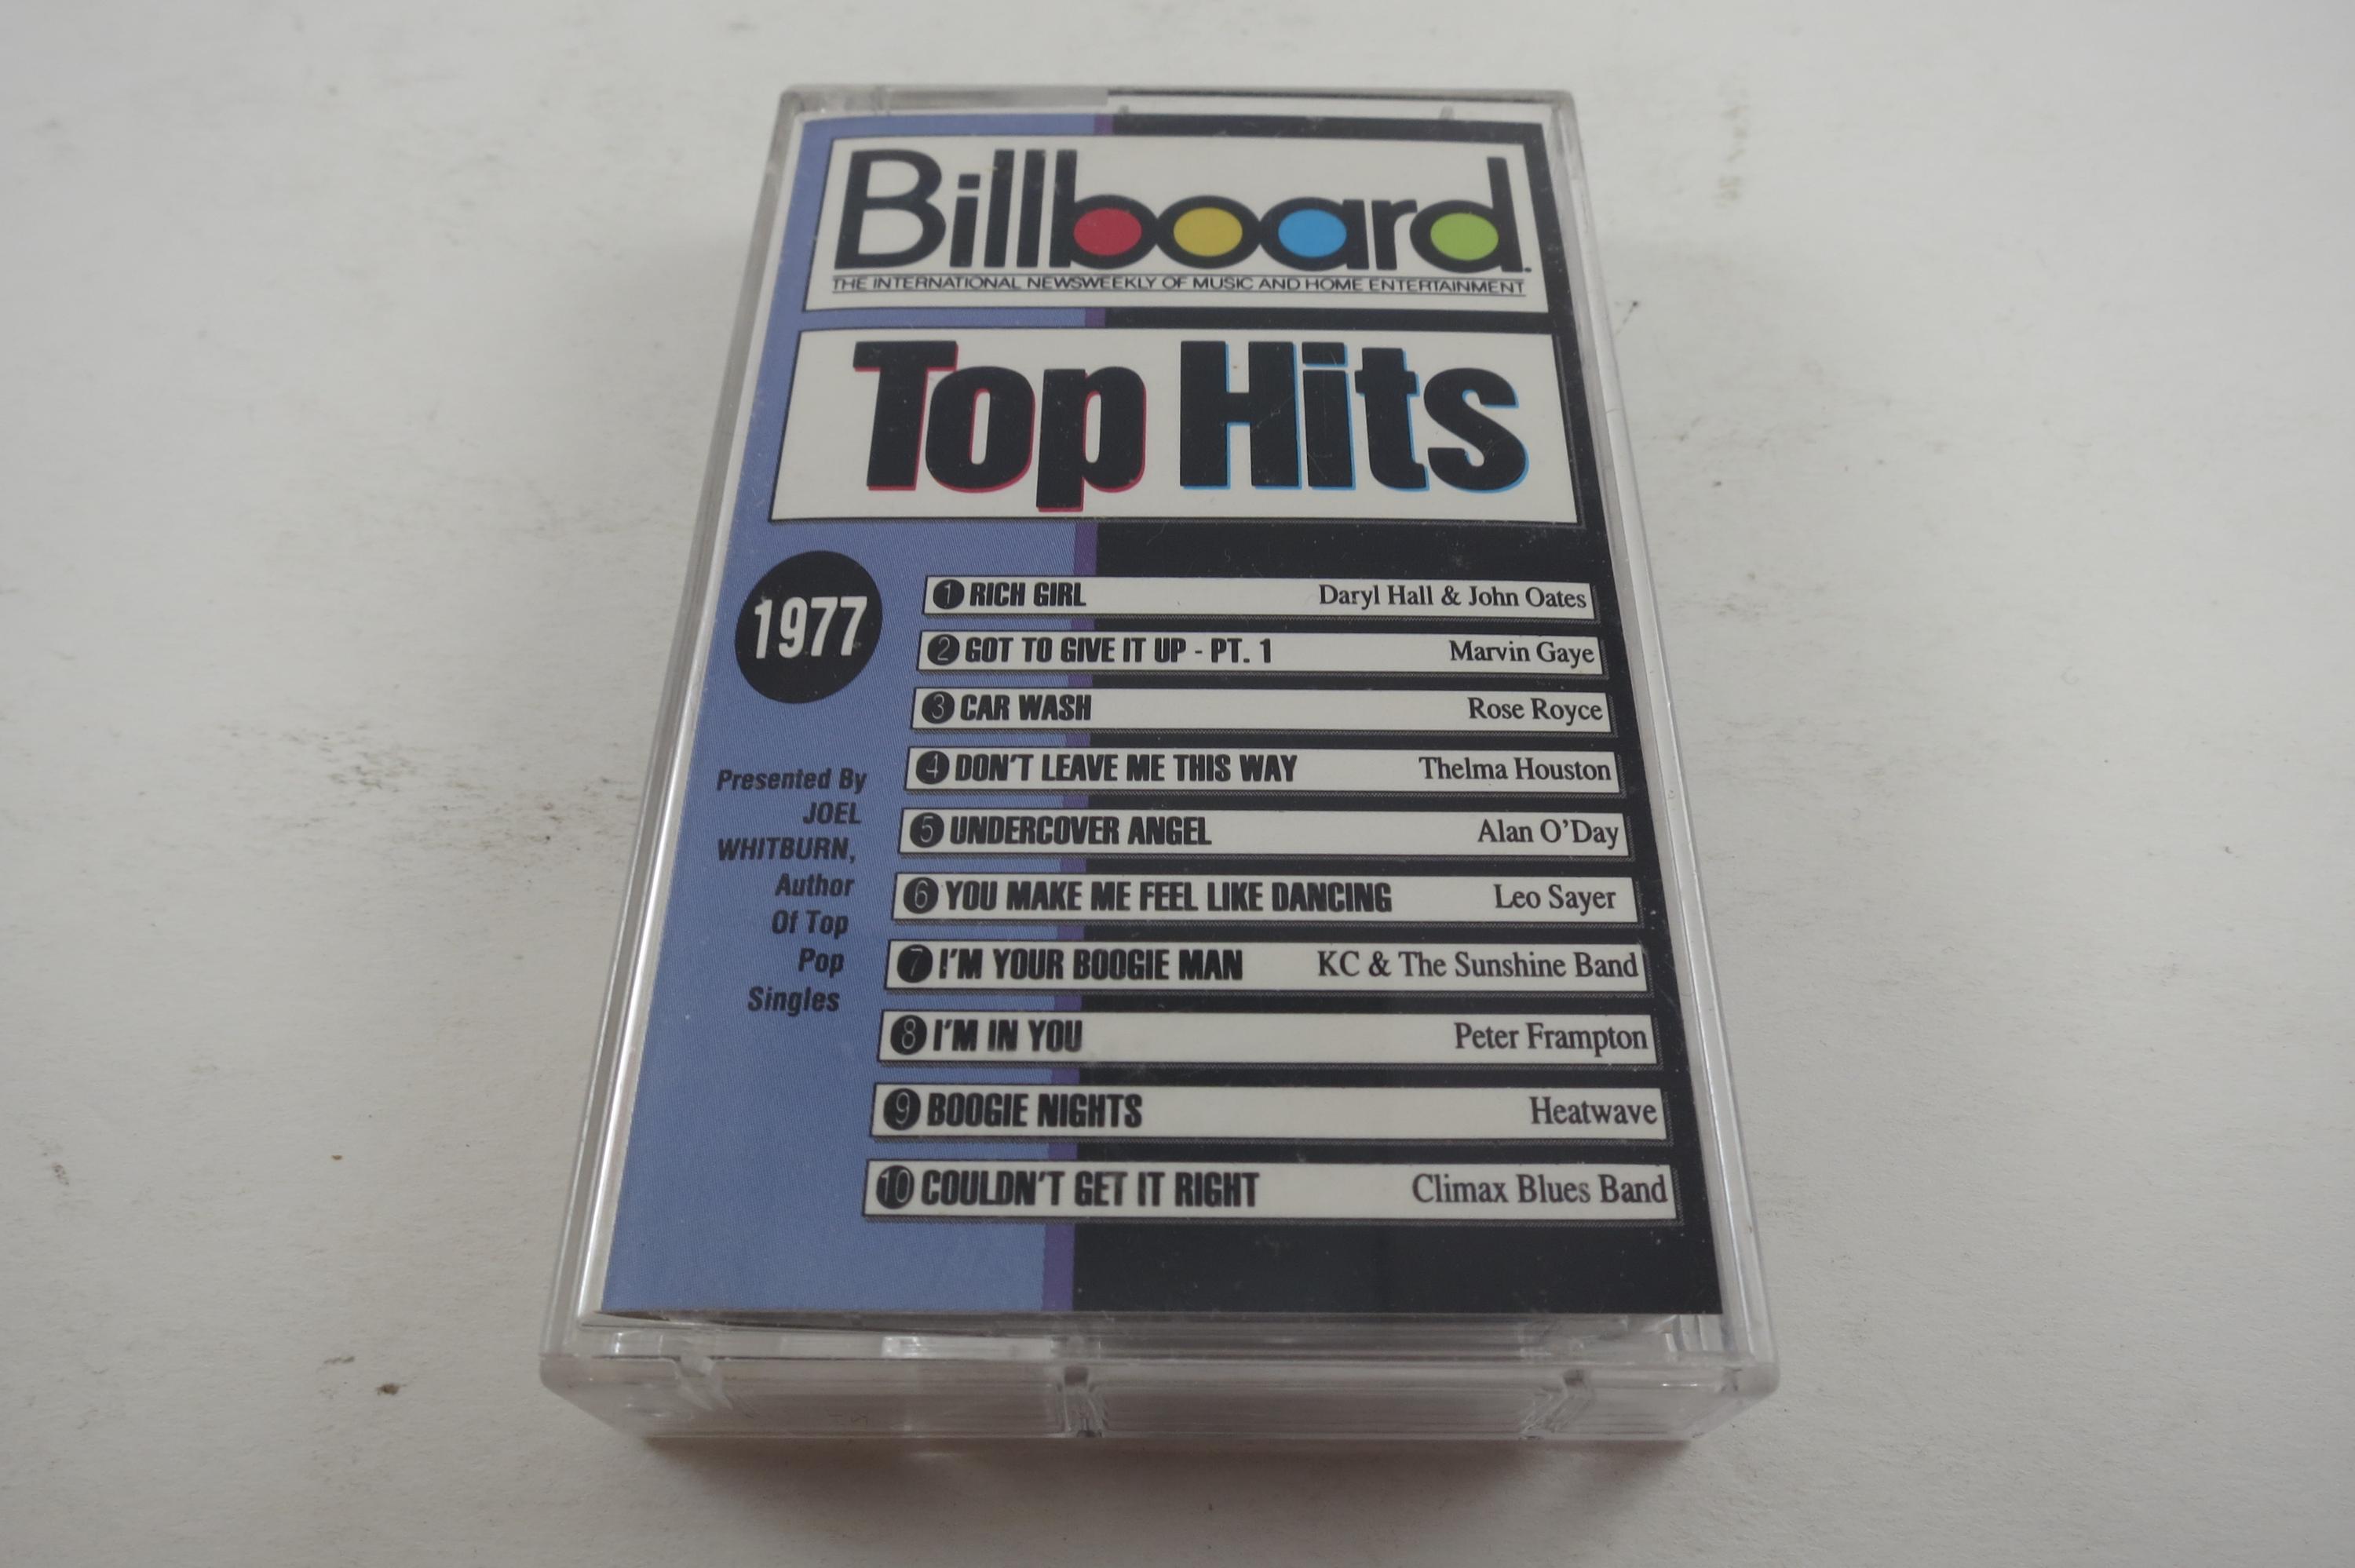 Billboard.
THE INTERNATIONAL NEWSWEEKLY OF MUSIC AND HOME ENTERTAINMENT
Top Hits
1977
Presented By
JOEL
WHITBURN,
Author
Of Top
Pop
Singles
1 RICH GIRL Daryl Hall & John Oates
2 GOT TO GIVE IT UP - PT. 1 Marvin Gaye
3 CAR WASH Rose Royce
4 DON'T LEAVE ME THIS WAY Thelma Houston
5 UNDERCOVER ANGEL Alan O'Day
6 YOU MAKE ME FEEL LIKE DANCING Leo Sayer
7 I'M YOUR BOOGIE MAN KC & The Sunshine Band
8 I'M IN YOU Peter Frampton
9 BOOGIE NIGHTS Heatwave
10 COULDN'T GET IT RIGHT Climax Blues Band